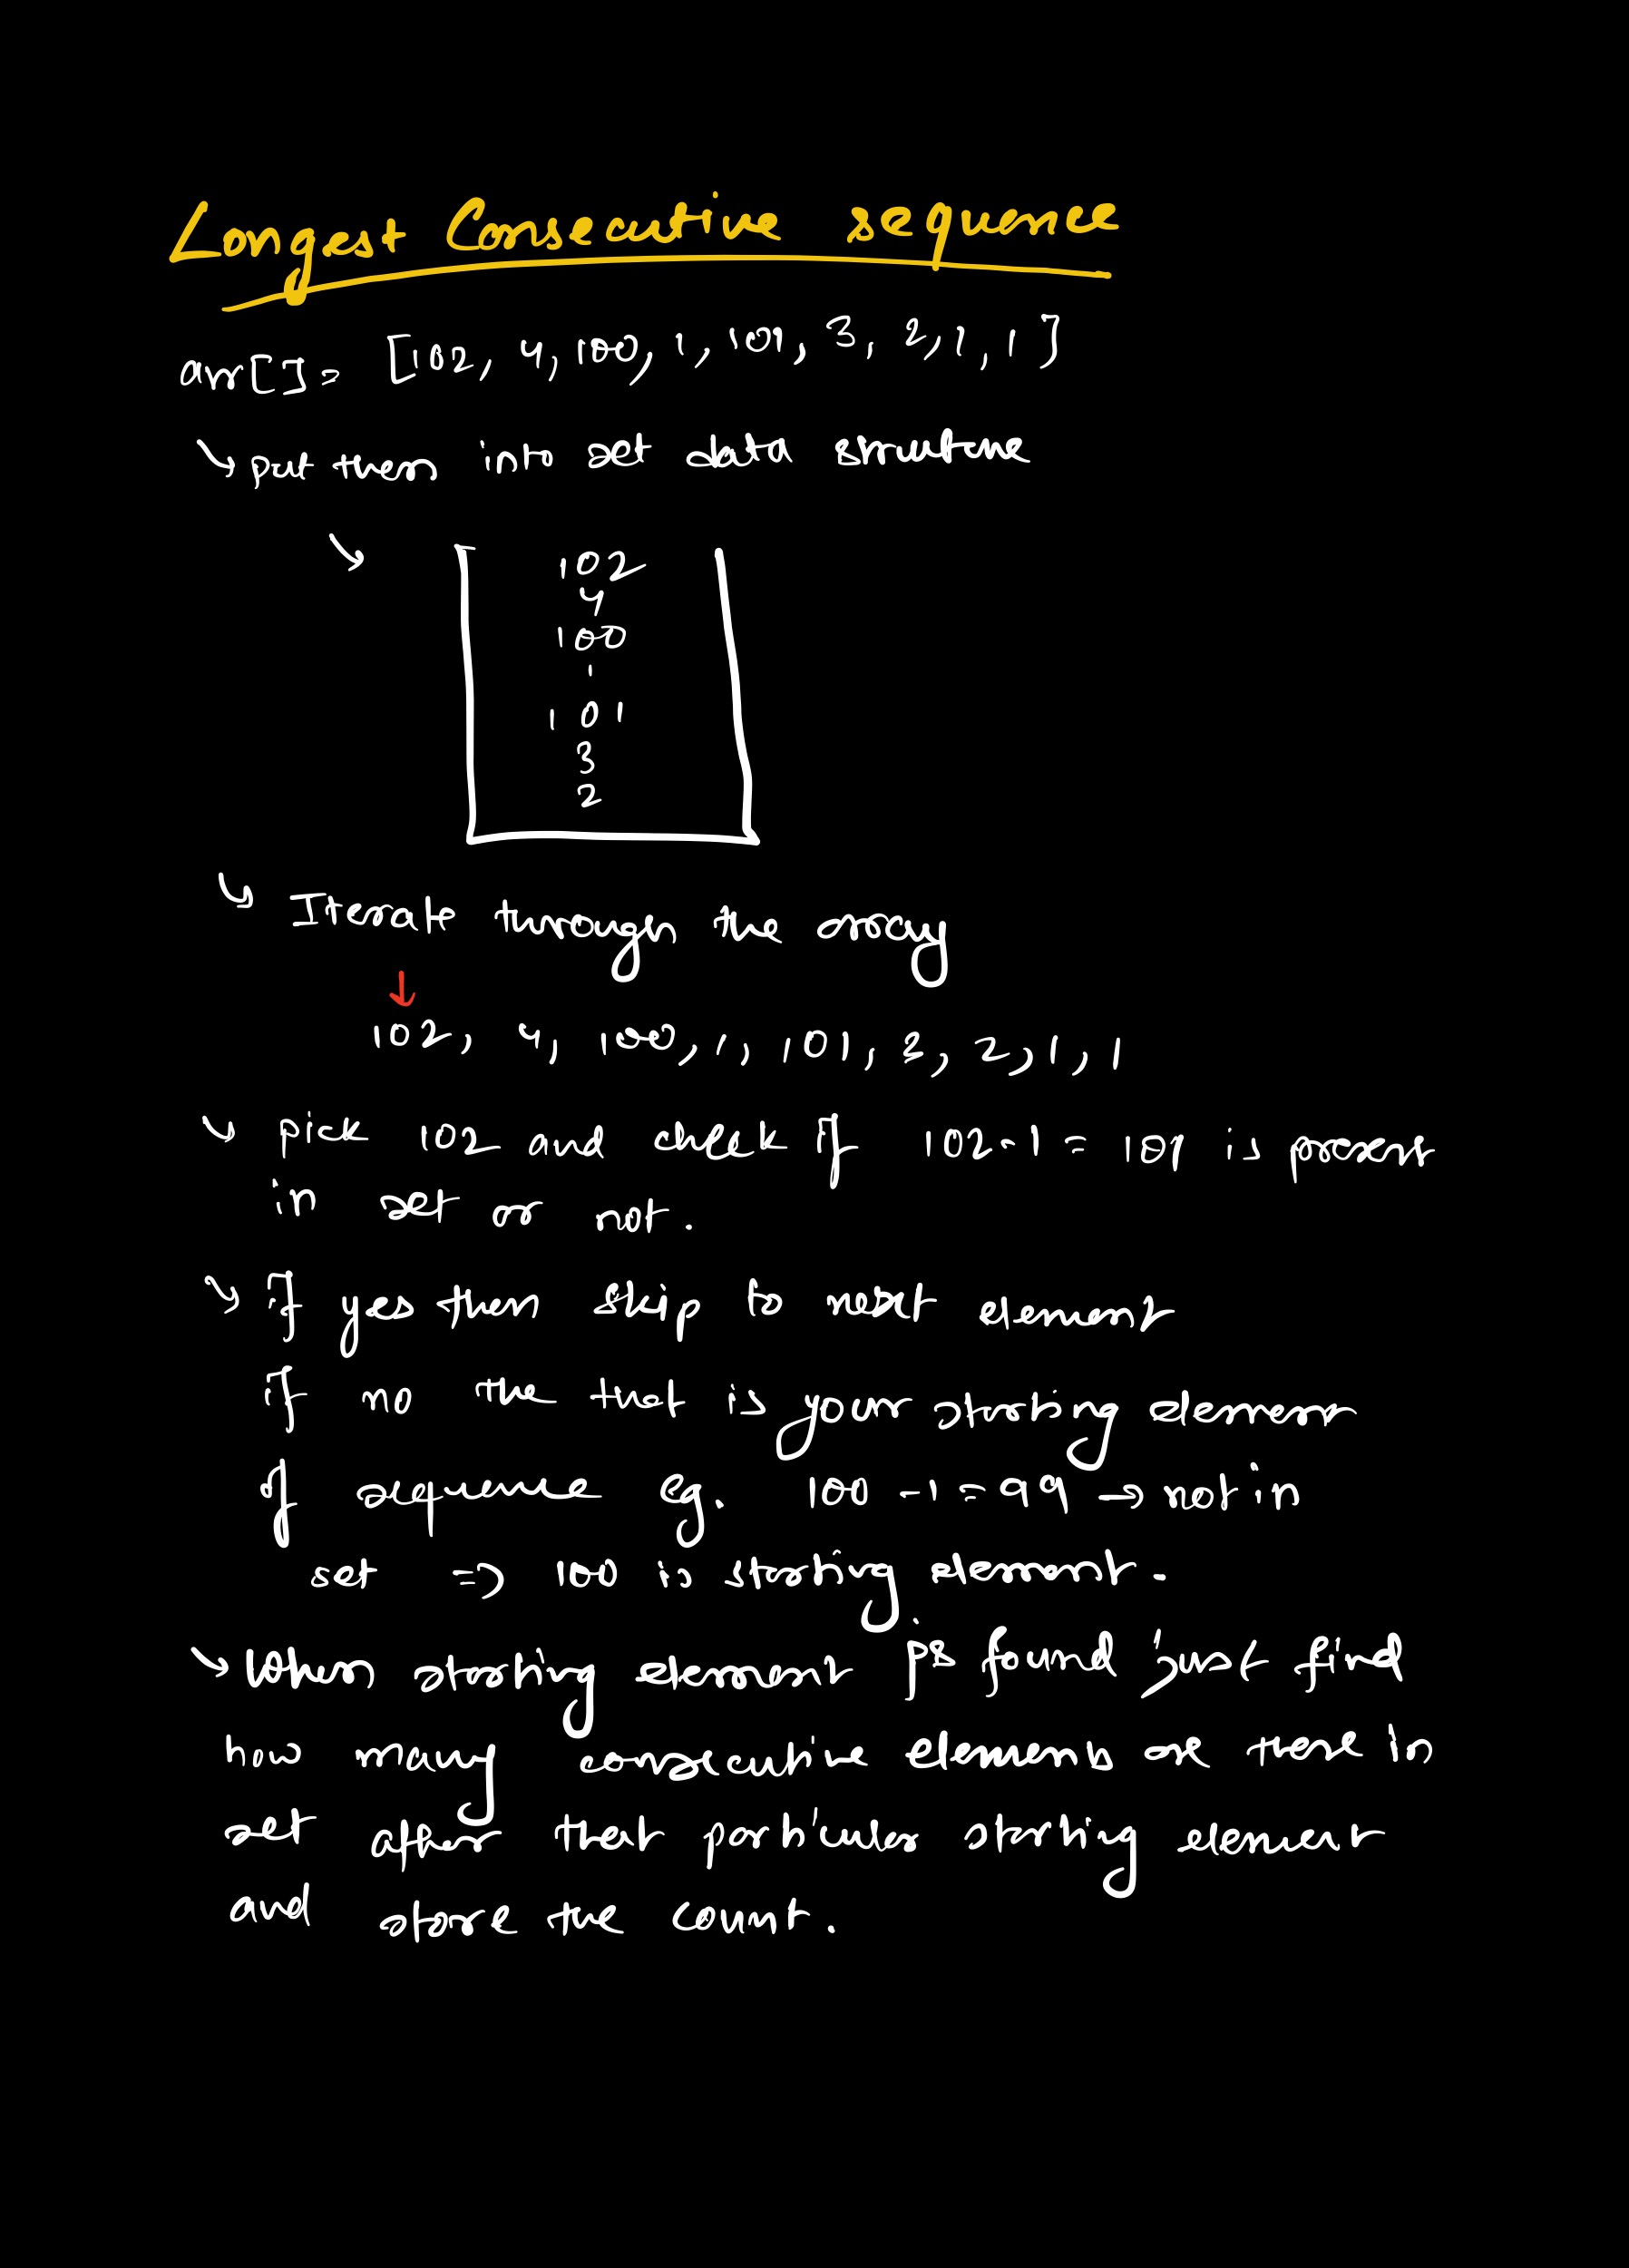 Longest Consecutive sequence
arr[] = [102, 4, 100, 1, 101, 3, 2, 1, 1]
↘ put them into set data structure
↘
102
4
100
1
101
3
2
↘ Iterate through the array
↓
102, 4, 100, 1, 101, 3, 2, 1, 1
↘ pick 102 and check if 102-1 = 101 is present
in set or not.
↘ if yes then skip to next element
if no the that is your starting element
of sequence eg. 100 -1 = 99 → not in
set => 100 is starting element.
↘ When starting element is found just find
how many consecutive elements are there in
set after that particular starting element
and store the count.